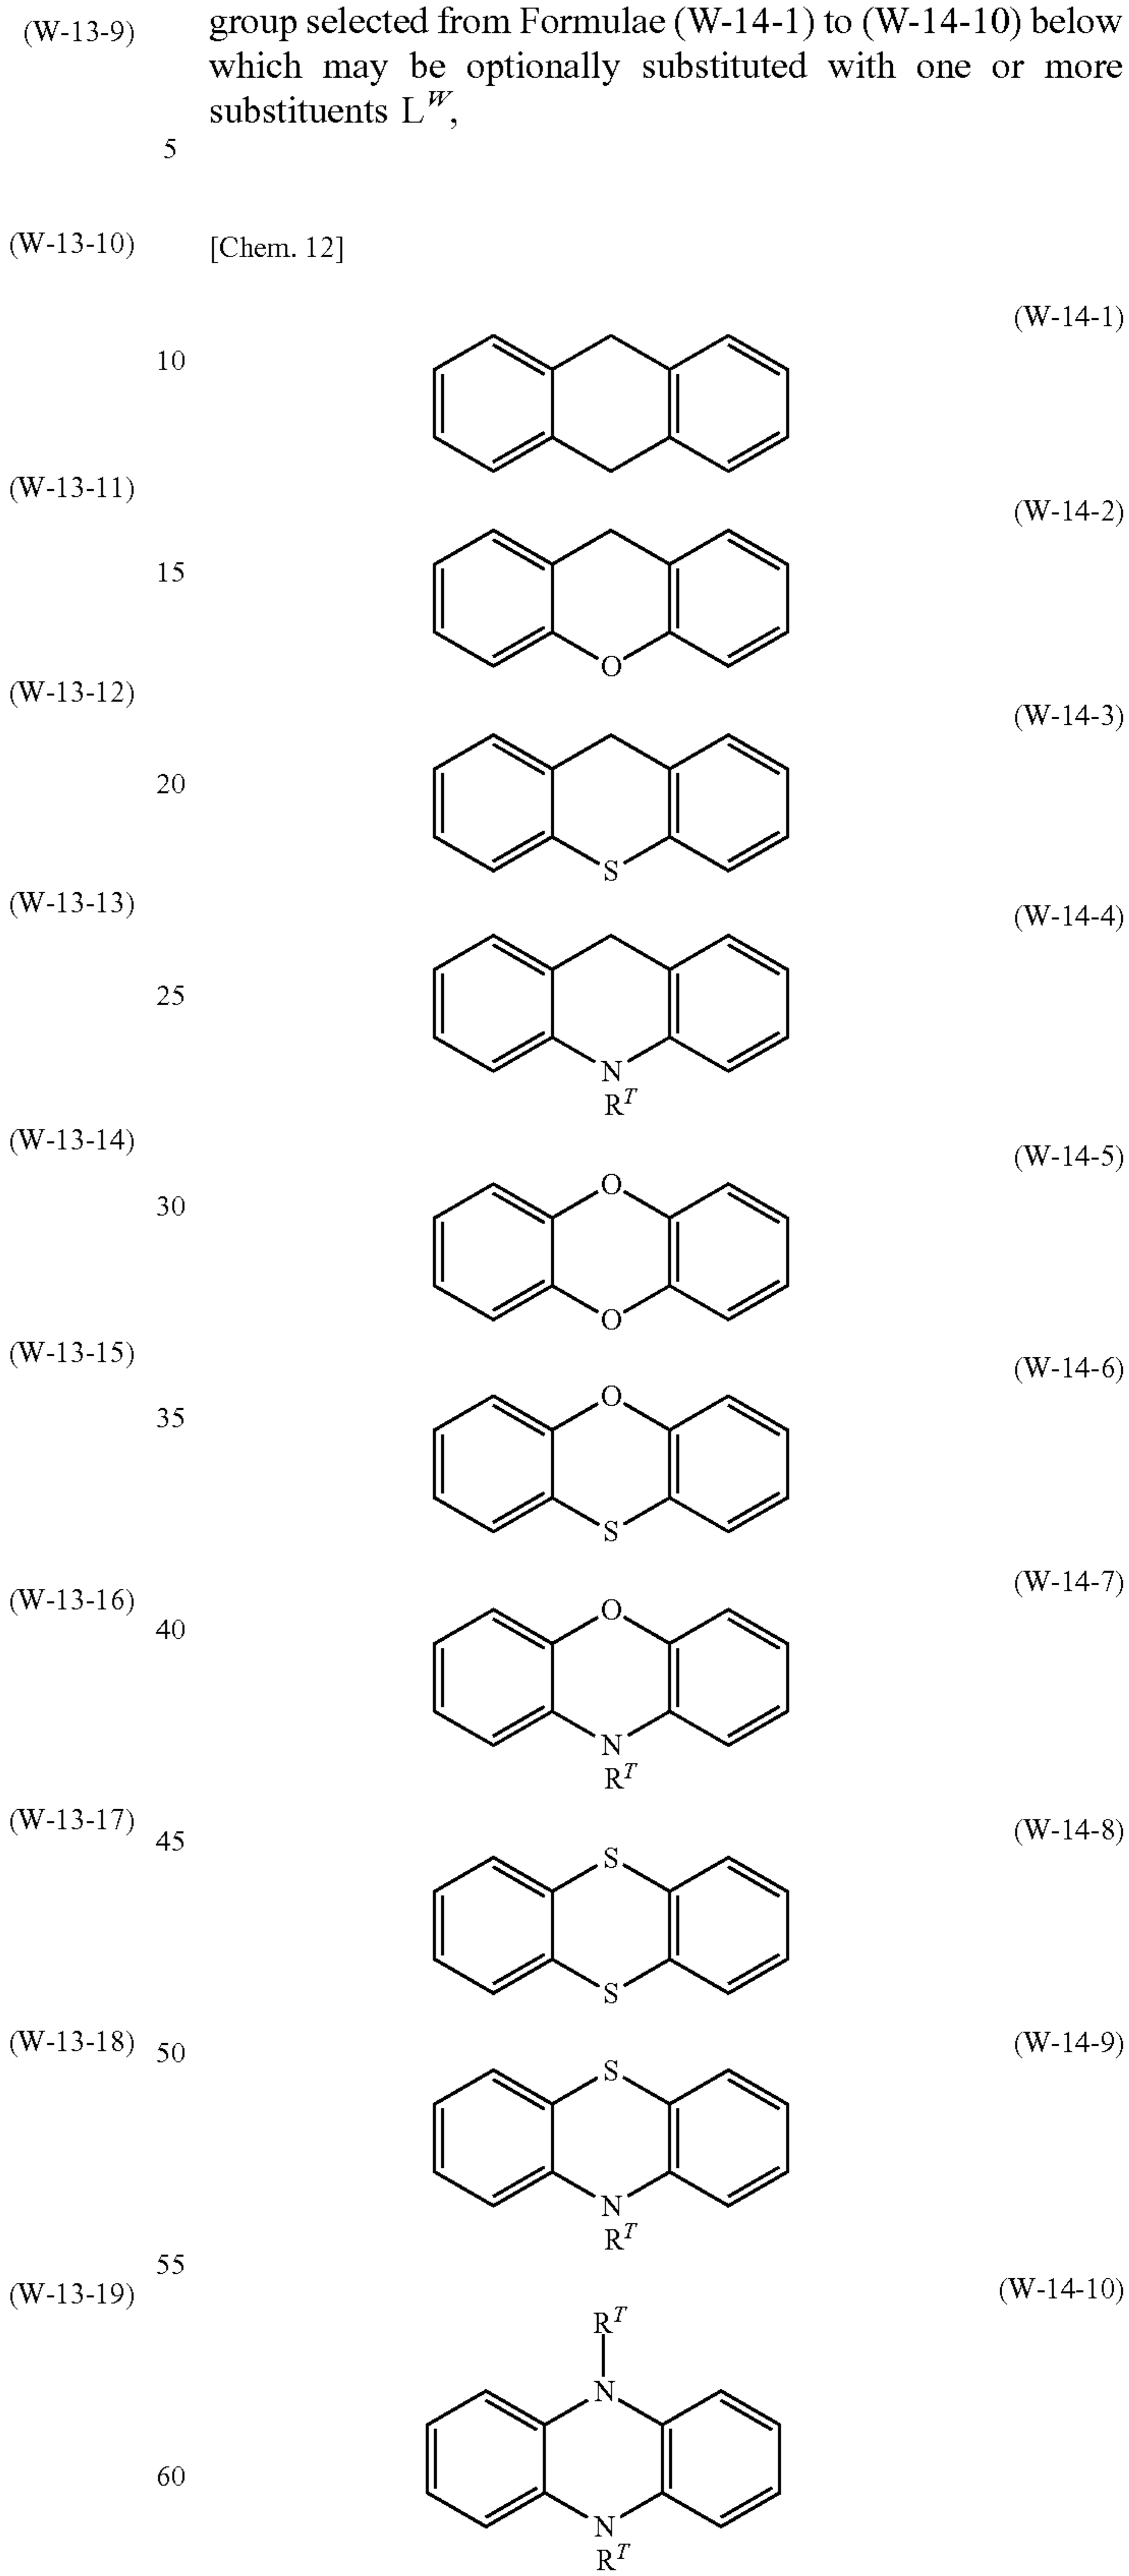 (W-13-9) group selected from Formulae (W-14-1) to (W-14-10) below
which may be optionally substituted with one or more
substituents L^W,
5
(W-13-10) [Chem. 12]
(W-14-1)
10
(W-13-11)
(W-14-2)
15
O
(W-13-12)
(W-14-3)
20
S
(W-13-13)
(W-14-4)
25
N
R^T
(W-13-14)
(W-14-5)
O
30
O
(W-13-15)
(W-14-6)
O
35
S
(W-14-7)
(W-13-16)
O
40
N
R^T
(W-13-17)
(W-14-8)
45
S
S
(W-13-18)
(W-14-9)
50
S
N
R^T
55
(W-14-10)
(W-13-19)
R^T
N
60
N
R^T